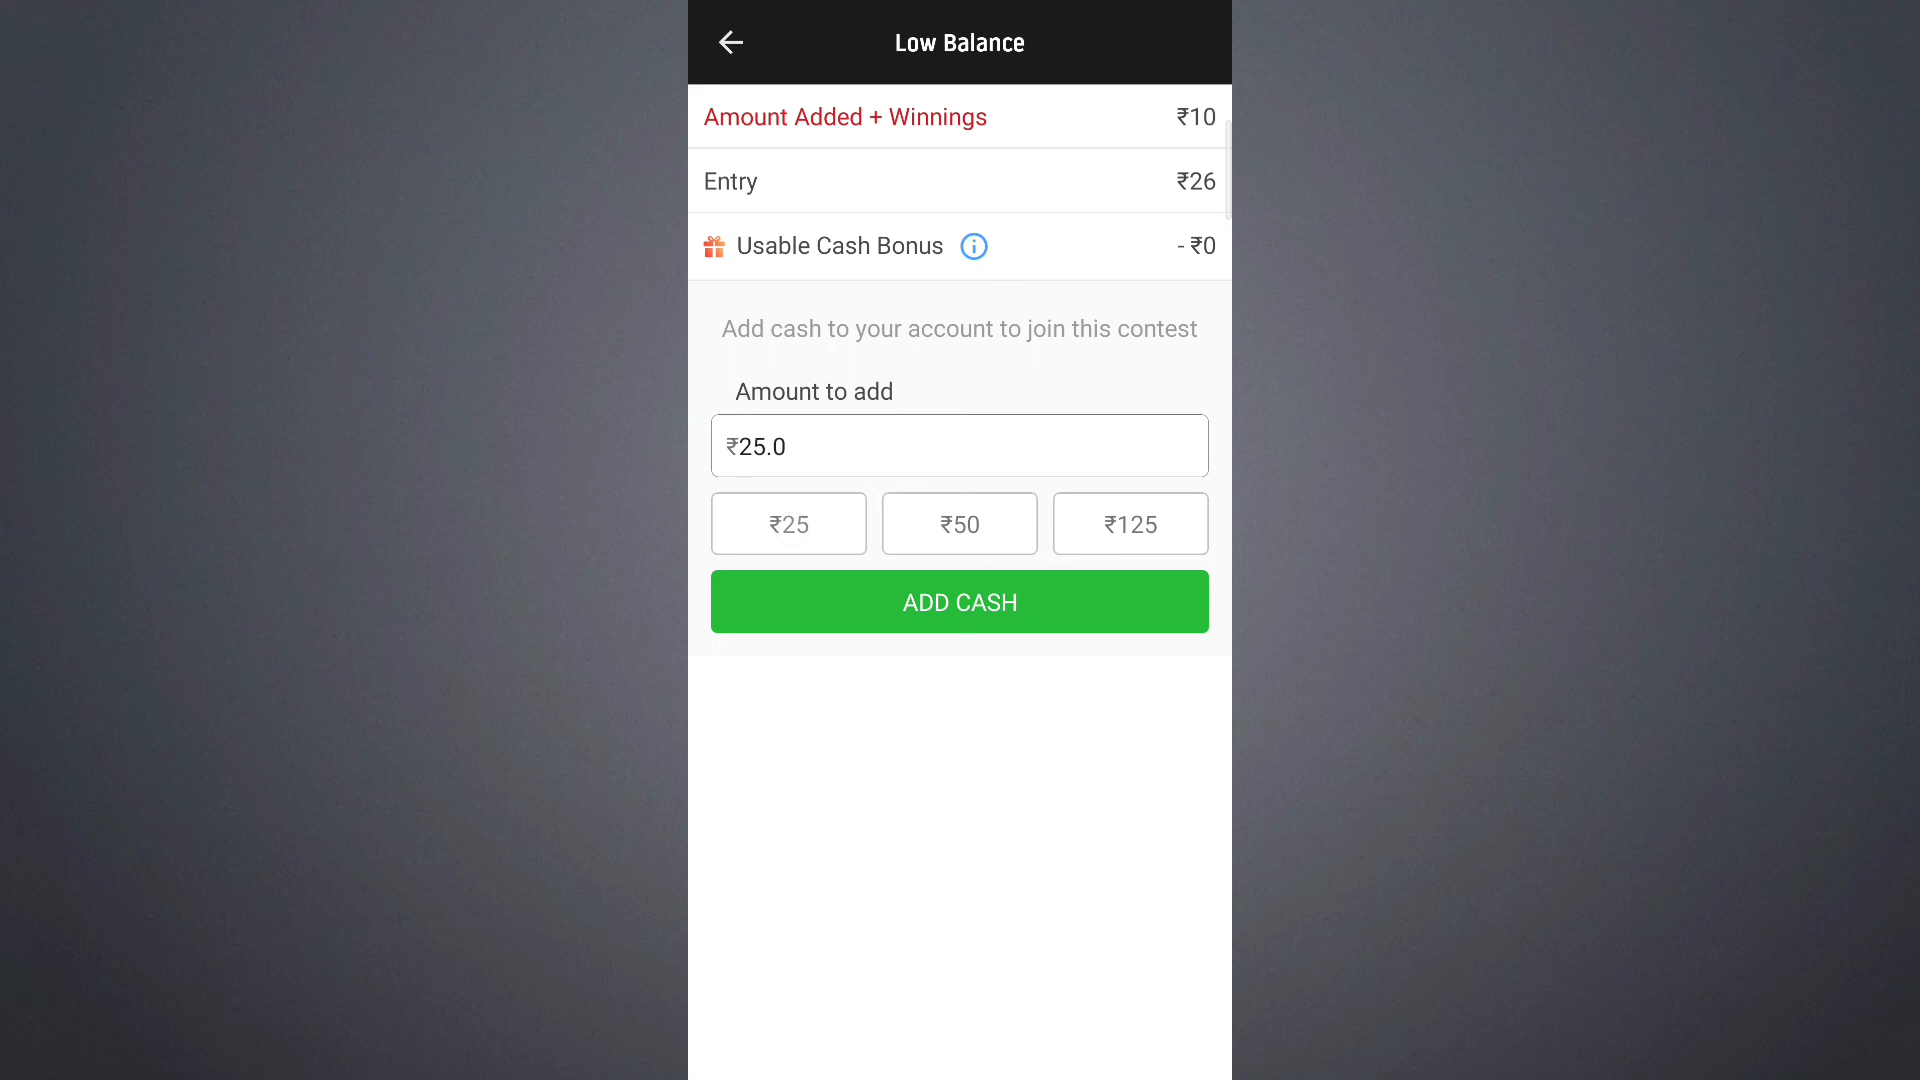 Low Balance
Amount Added + Winnings ₹10
Entry ₹26
Usable Cash Bonus - ₹0
Add cash to your account to join this contest
Amount to add
₹25.0
₹25 ₹50 ₹125
ADD CASH